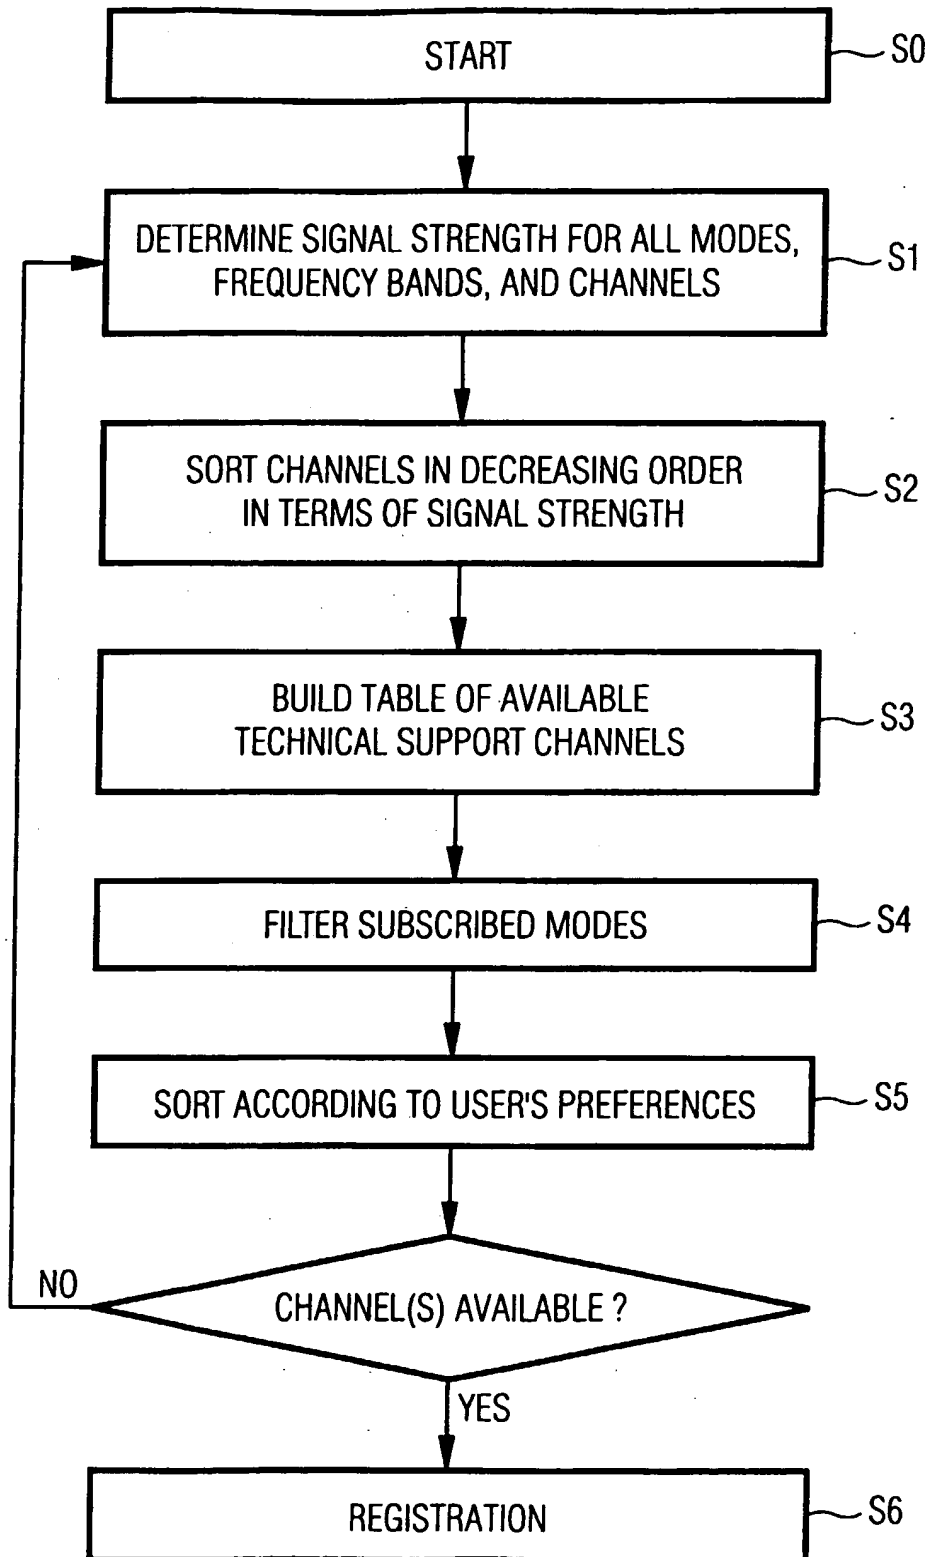 START
S0
DETERMINE SIGNAL STRENGTH FOR ALL MODES,
FREQUENCY BANDS, AND CHANNELS
S1
SORT CHANNELS IN DECREASING ORDER
IN TERMS OF SIGNAL STRENGTH
S2
BUILD TABLE OF AVAILABLE
TECHNICAL SUPPORT CHANNELS
S3
FILTER SUBSCRIBED MODES
S4
SORT ACCORDING TO USER'S PREFERENCES
S5
NO
CHANNEL(S) AVAILABLE ?
YES
REGISTRATION
S6